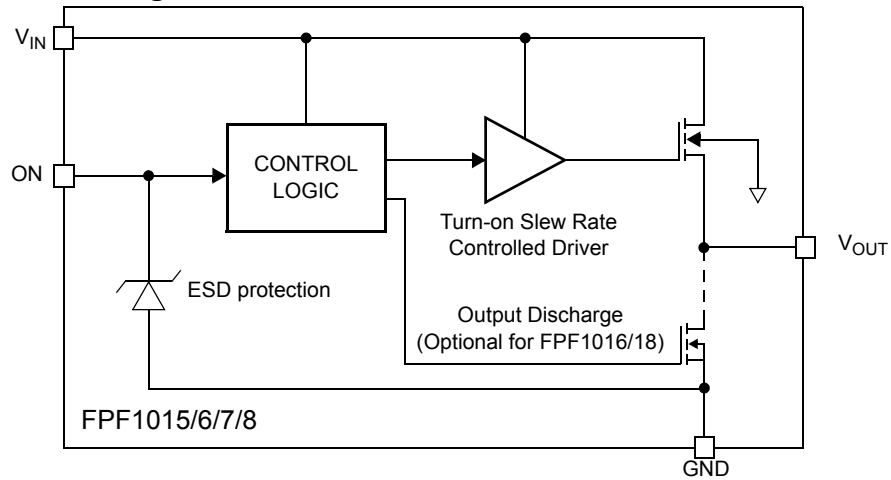 V_IN
ON
CONTROL
LOGIC
Turn-on Slew Rate
Controlled Driver
V_OUT
ESD protection
Output Discharge
(Optional for FPF1016/18)
FPF1015/6/7/8
GND